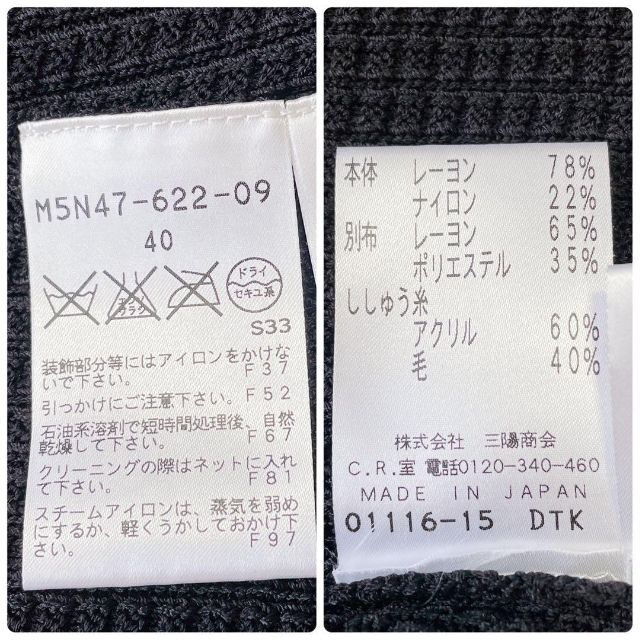 M5N47-622-09
40
エンソ
サラシ
ドライ
セキユ系
S33
装飾部分等にはアイロンをかけな
いで下さい。 F37
引っかけにご注意下さい。 F52
石油系溶剤で短時間処理後、自然
乾燥して下さい。 F67
クリーニングの際はネットに入れ
て下さい。 F81
スチームアイロンは、蒸気を弱め
にするか、軽くうかしておかけ下
さい。 F97
本体 レーヨン 78%
ナイロン 22%
別布 レーヨン 65%
ポリエステル 35%
ししゅう糸
アクリル 60%
毛 40%
株式会社 三陽商会
C.R.室 電話0120-340-460
MADE IN JAPAN
01116-15 DTK